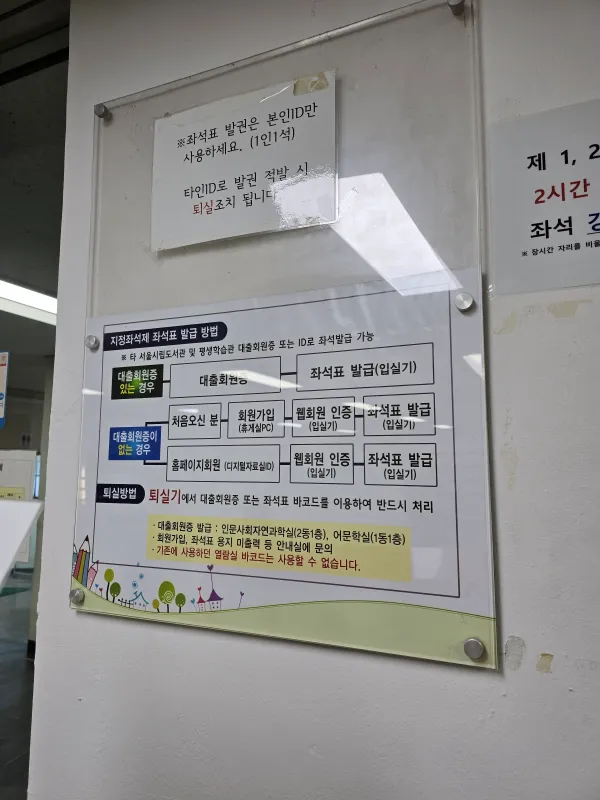 ※좌석표 발권은 본인ID만
사용하세요. (1인1석)
타인ID로 발권 적발 시
퇴실조치 됩니다
제 1, 2
2시간
좌석
※ 장시간 자리를 비울
지정좌석제 좌석표 발급 방법
※ 타 서울시립도서관 및 평생학습관 대출회원증 또는 ID로 좌석발급 가능
대출회원증
있는 경우
대출회원증
좌석표 발급(입실기)
대출회원증이
없는 경우
처음오신 분
회원가입
(휴게실PC)
웹회원 인증
(입실기)
좌석표 발급
(입실기)
홈페이지회원 (디지털자료실ID)
웹회원 인증
(입실기)
좌석표 발급
(입실기)
퇴실방법 퇴실기에서 대출회원증 또는 좌석표 바코드를 이용하여 반드시 처리
· 대출회원증 발급 : 인문사회자연과학실(2동1층), 어문학실(1동1층)
· 회원가입, 좌석표 용지 미출력 등 안내실에 문의
· 기존에 사용하던 열람실 바코드는 사용할 수 없습니다.